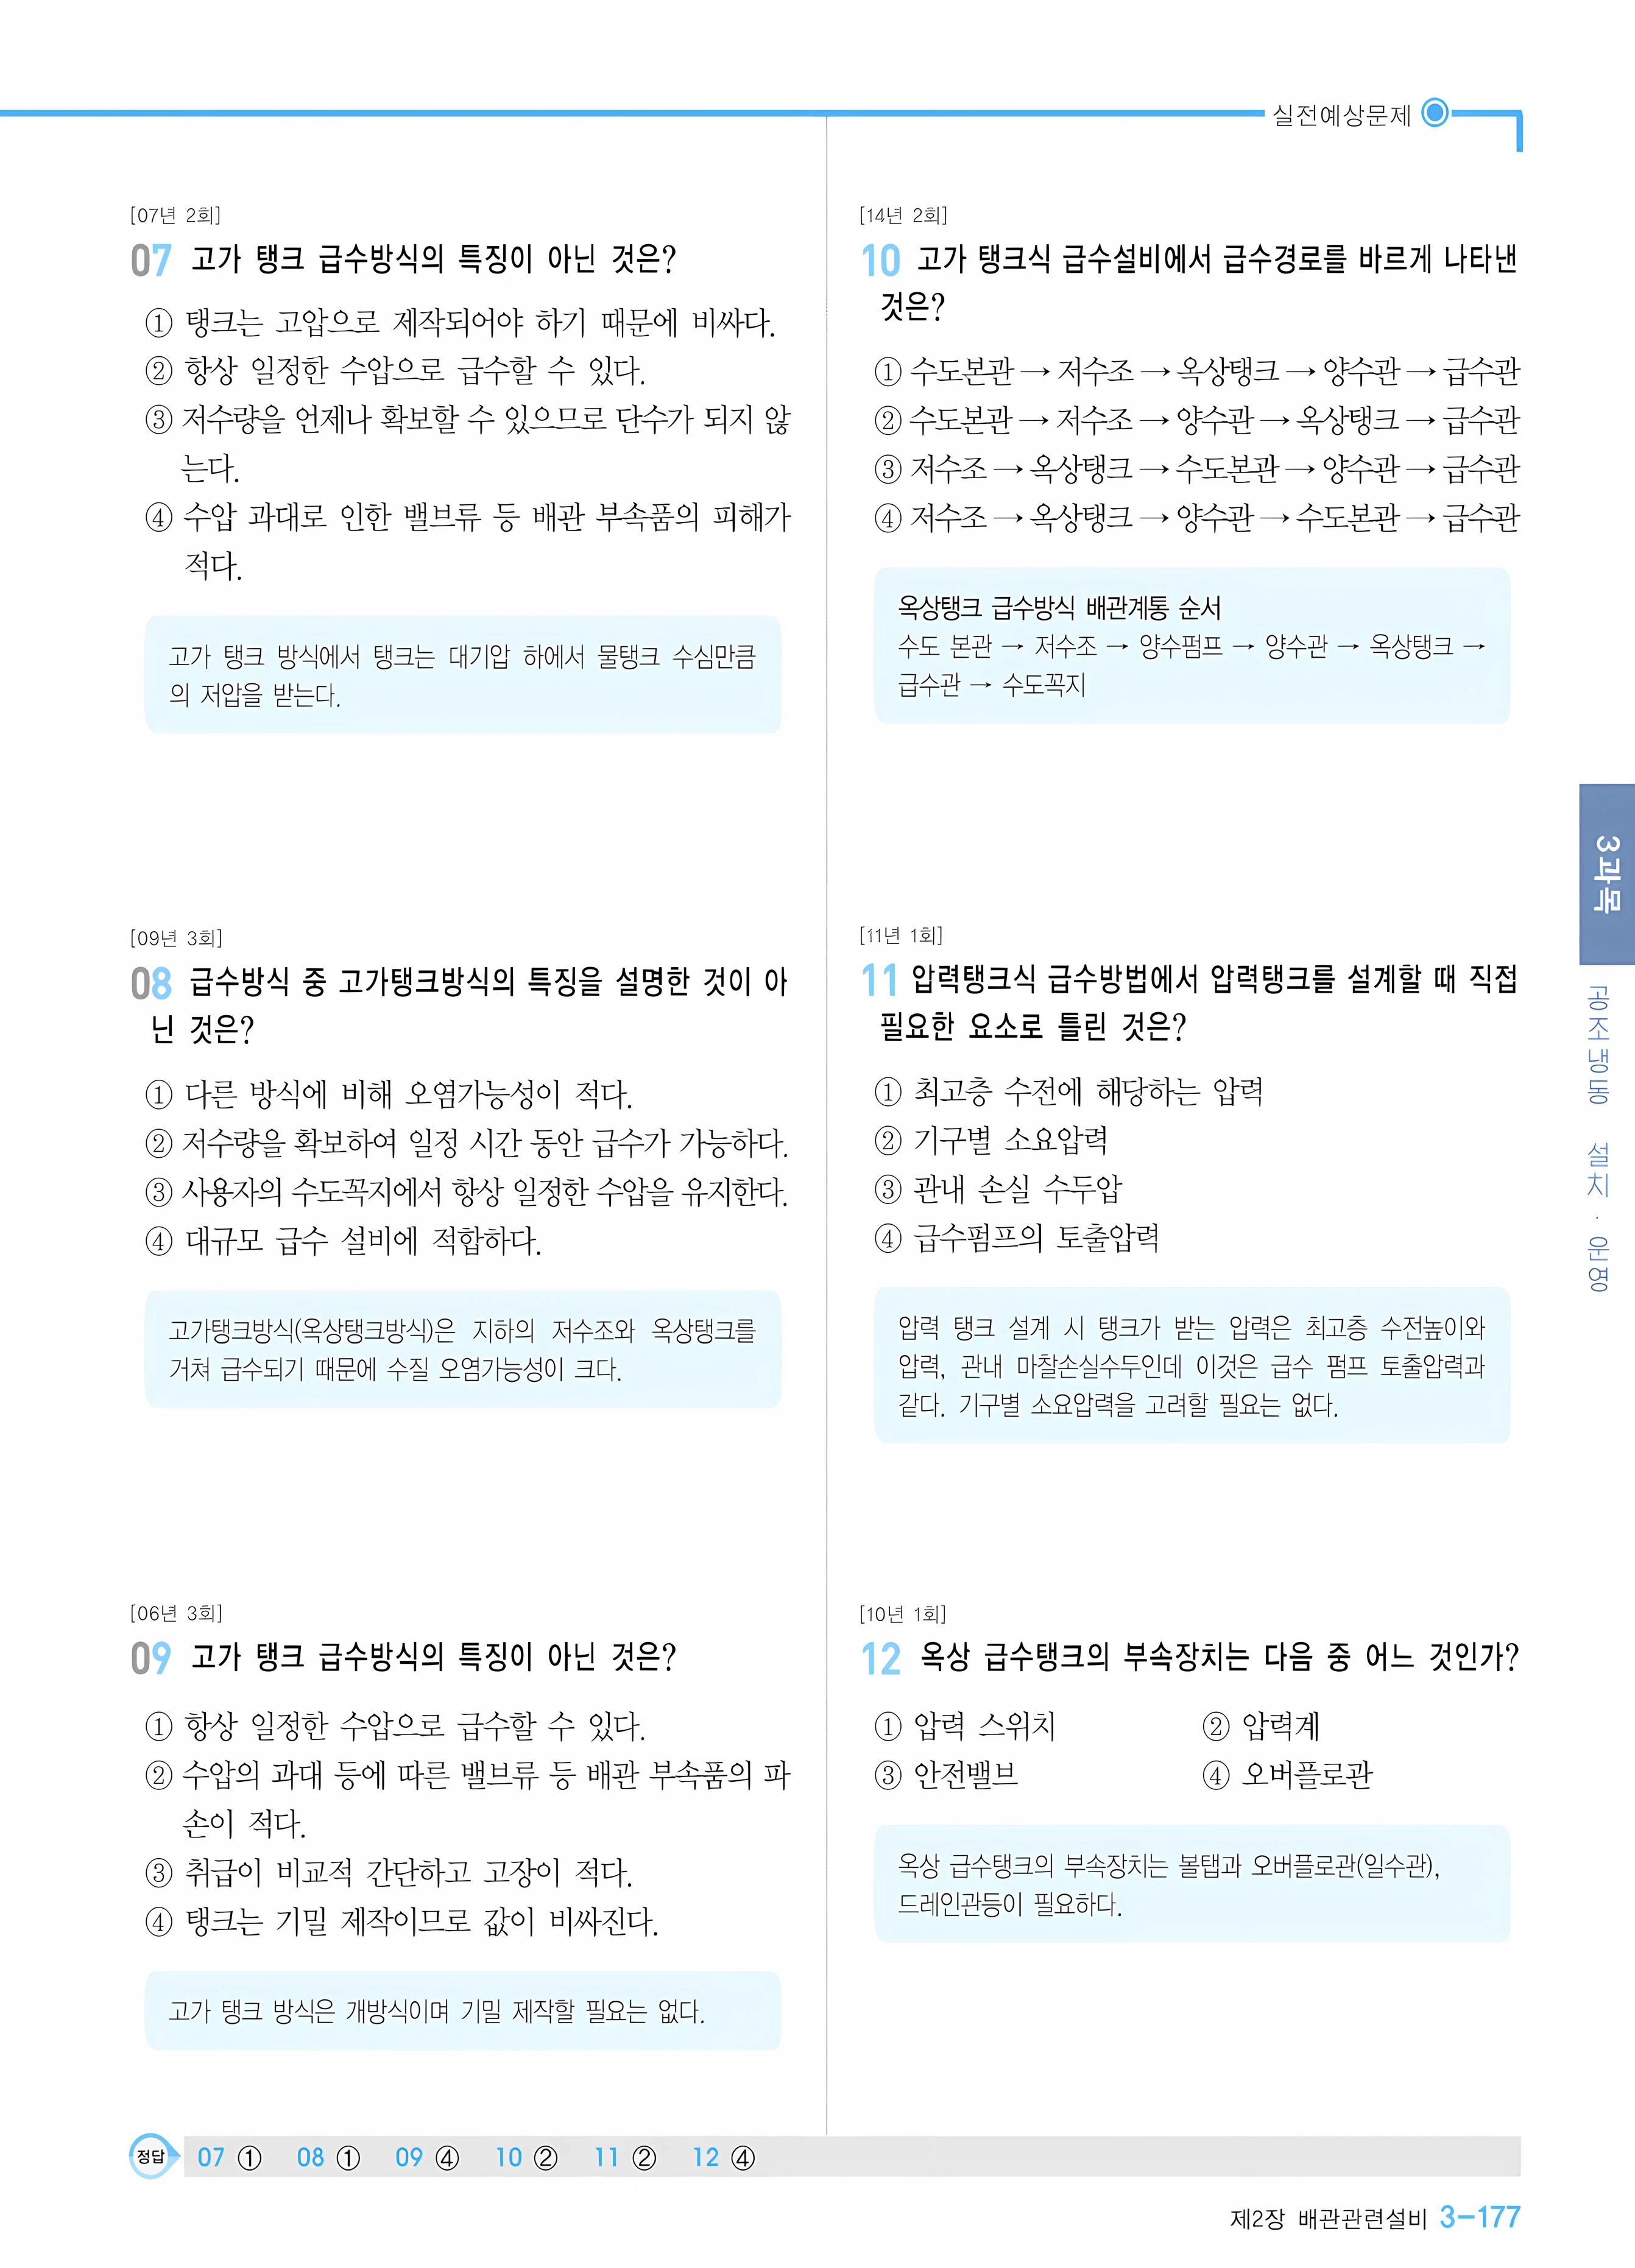 실전예상문제
[07년 2회]
07 고가 탱크 급수방식의 특징이 아닌 것은?
① 탱크는 고압으로 제작되어야 하기 때문에 비싸다.
② 항상 일정한 수압으로 급수할 수 있다.
③ 저수량을 언제나 확보할 수 있으므로 단수가 되지 않
는다.
④ 수압 과대로 인한 밸브류 등 배관 부속품의 피해가
적다.
고가 탱크 방식에서 탱크는 대기압 하에서 물탱크 수심만큼
의 저압을 받는다.
[09년 3회]
08 급수방식 중 고가탱크방식의 특징을 설명한 것이 아
닌 것은?
① 다른 방식에 비해 오염가능성이 적다.
② 저수량을 확보하여 일정 시간 동안 급수가 가능하다.
③ 사용자의 수도꼭지에서 항상 일정한 수압을 유지한다.
④ 대규모 급수 설비에 적합하다.
고가탱크방식(옥상탱크방식)은 지하의 저수조와 옥상탱크를
거쳐 급수되기 때문에 수질 오염가능성이 크다.
[06년 3회]
09 고가 탱크 급수방식의 특징이 아닌 것은?
① 항상 일정한 수압으로 급수할 수 있다.
② 수압의 과대 등에 따른 밸브류 등 배관 부속품의 파
손이 적다.
③ 취급이 비교적 간단하고 고장이 적다.
④ 탱크는 기밀 제작이므로 값이 비싸진다.
고가 탱크 방식은 개방식이며 기밀 제작할 필요는 없다.
[14년 2회]
10 고가 탱크식 급수설비에서 급수경로를 바르게 나타낸
것은?
① 수도본관 → 저수조 → 옥상탱크 → 양수관 → 급수관
② 수도본관 → 저수조 → 양수관 → 옥상탱크 → 급수관
③ 저수조 → 옥상탱크 → 수도본관 → 양수관 → 급수관
④ 저수조 → 옥상탱크 → 양수관 → 수도본관 → 급수관
옥상탱크 급수방식 배관계통 순서
수도 본관 → 저수조 → 양수펌프 → 양수관 → 옥상탱크 →
급수관 → 수도꼭지
[11년 1회]
11 압력탱크식 급수방법에서 압력탱크를 설계할 때 직접
필요한 요소로 틀린 것은?
① 최고층 수전에 해당하는 압력
② 기구별 소요압력
③ 관내 손실 수두압
④ 급수펌프의 토출압력
압력 탱크 설계 시 탱크가 받는 압력은 최고층 수전높이와
압력, 관내 마찰손실수두인데 이것은 급수 펌프 토출압력과
같다. 기구별 소요압력을 고려할 필요는 없다.
[10년 1회]
12 옥상 급수탱크의 부속장치는 다음 중 어느 것인가?
① 압력 스위치 ② 압력계
③ 안전밸브 ④ 오버플로관
옥상 급수탱크의 부속장치는 볼탭과 오버플로관(일수관),
드레인관등이 필요하다.
3과목
공조냉동 설치·운영
정답 07 ① 08 ① 09 ④ 10 ② 11 ② 12 ④
제2장 배관관련설비 3-177